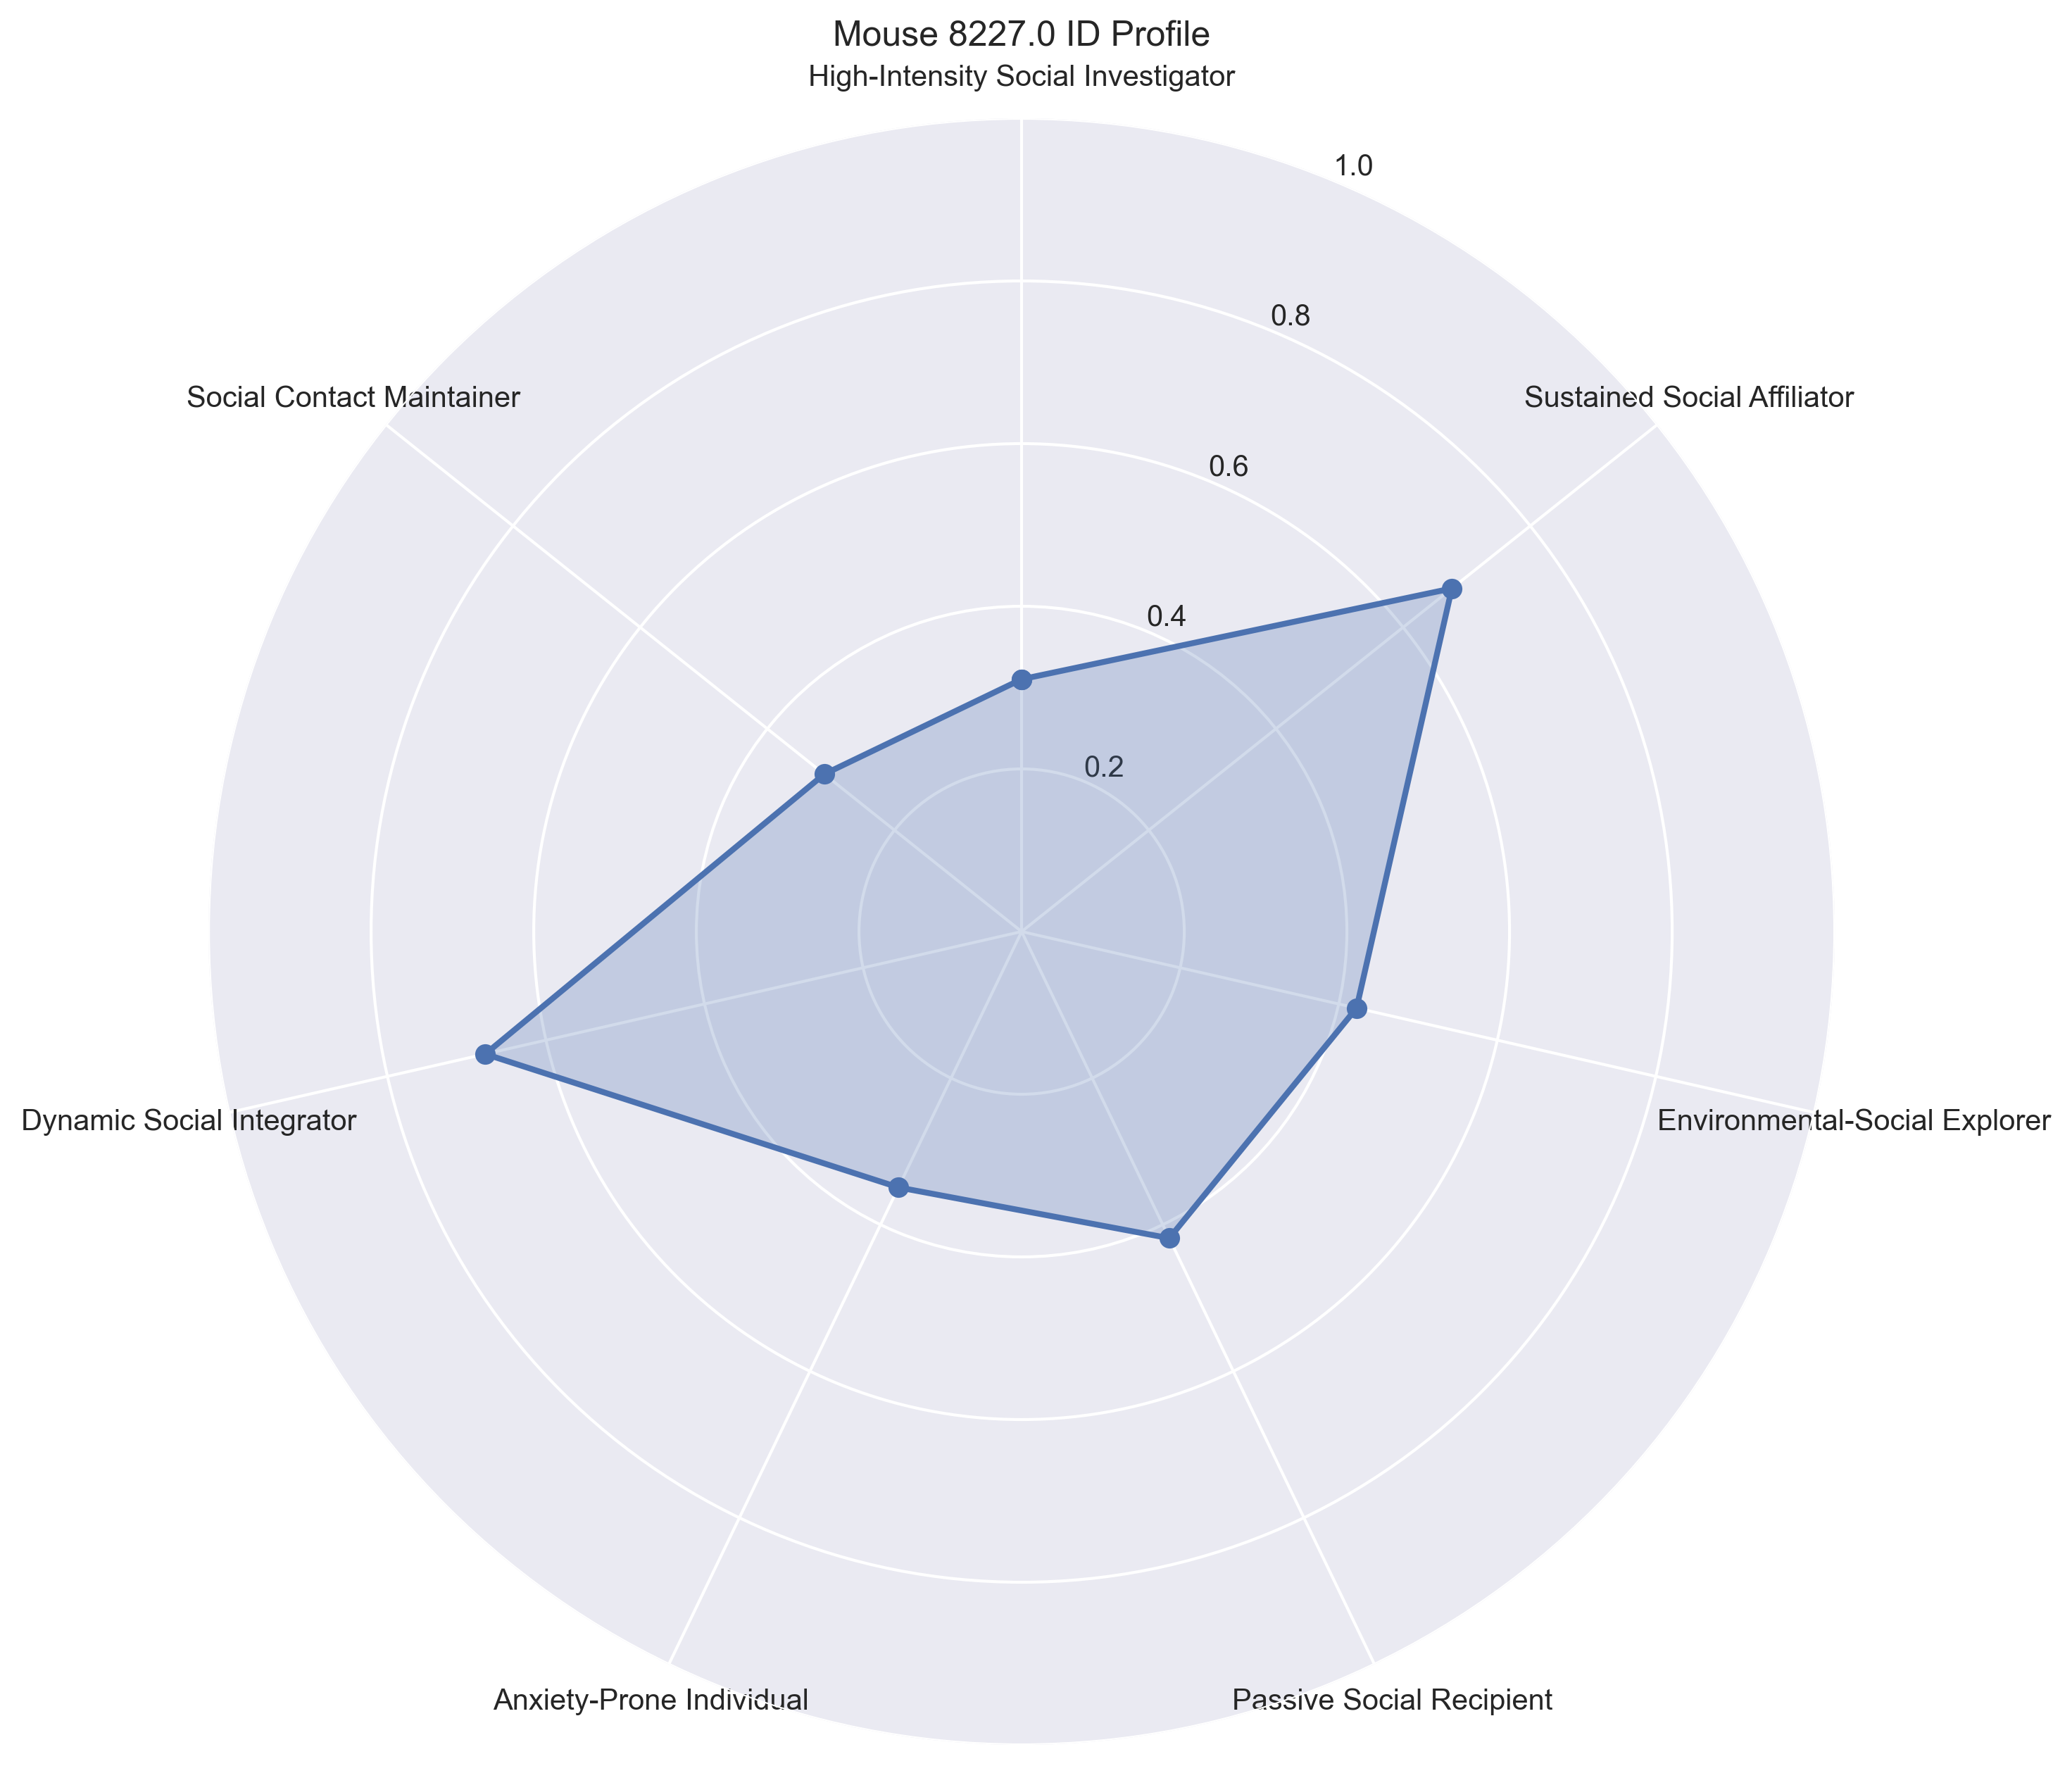 Mouse 8227.0 ID Profile
High-Intensity Social Investigator
1.0
0.8
Social Contact Maintainer
Sustained Social Affiliator
0.6
0.4
0.2
Dynamic Social Integrator
Environmental-Social Explorer
Anxiety-Prone Individual
Passive Social Recipient